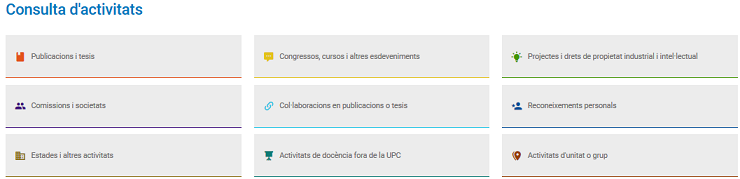 Consulta d'activitats
Publicacions i tesis
Congressos, cursos i altres esdeveniments
Projectes i drets de propietat industrial i intel·lectual
Comissions i societats
Col·laboracions en publicacions o tesis
Reconeixements personals
Estades i altres activitats
Activitats de docència fora de la UPC
Activitats d'unitat o grup